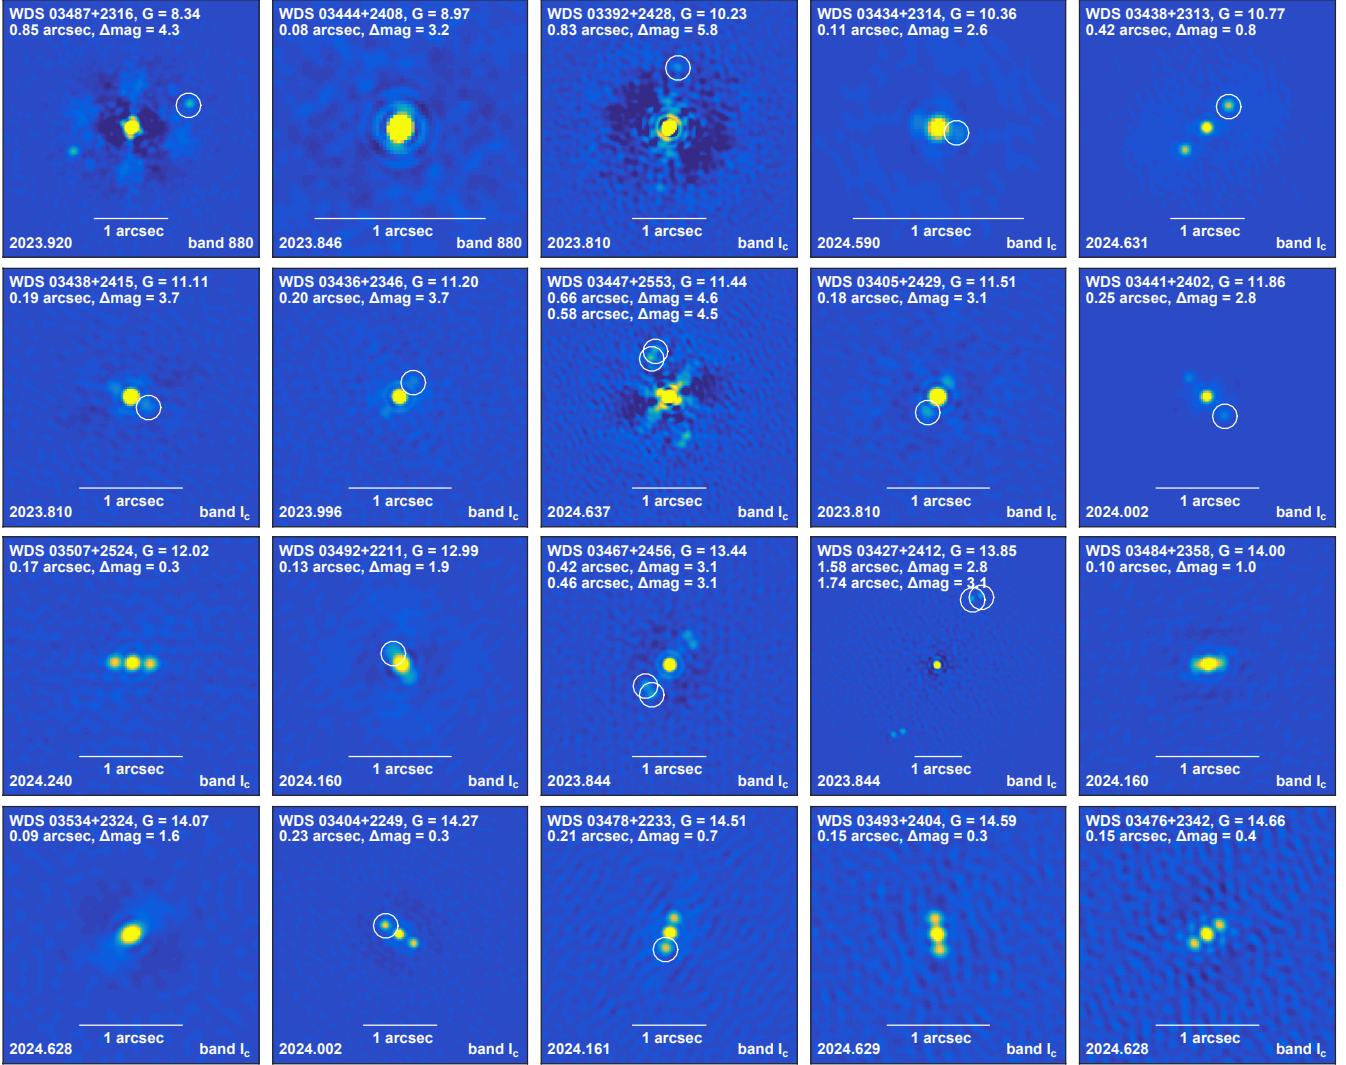 WDS 03487+2316, G = 8.34
0.85 arcsec, Δmag = 4.3
1 arcsec
2023.920 band 880
WDS 03444+2408, G = 8.97
0.08 arcsec, Δmag = 3.2
1 arcsec
2023.846 band 880
WDS 03392+2428, G = 10.23
0.83 arcsec, Δmag = 5.8
1 arcsec
2023.810 band Ic
WDS 03434+2314, G = 10.36
0.11 arcsec, Δmag = 2.6
1 arcsec
2024.590 band Ic
WDS 03438+2313, G = 10.77
0.42 arcsec, Δmag = 0.8
1 arcsec
2024.631 band Ic
WDS 03438+2415, G = 11.11
0.19 arcsec, Δmag = 3.7
1 arcsec
2023.810 band Ic
WDS 03436+2346, G = 11.20
0.20 arcsec, Δmag = 3.7
1 arcsec
2023.996 band Ic
WDS 03447+2553, G = 11.44
0.66 arcsec, Δmag = 4.6
0.58 arcsec, Δmag = 4.5
1 arcsec
2024.637 band Ic
WDS 03405+2429, G = 11.51
0.18 arcsec, Δmag = 3.1
1 arcsec
2023.810 band Ic
WDS 03441+2402, G = 11.86
0.25 arcsec, Δmag = 2.8
1 arcsec
2024.002 band Ic
WDS 03507+2524, G = 12.02
0.17 arcsec, Δmag = 0.3
1 arcsec
2024.240 band Ic
WDS 03492+2211, G = 12.99
0.13 arcsec, Δmag = 1.9
1 arcsec
2024.160 band Ic
WDS 03467+2456, G = 13.44
0.42 arcsec, Δmag = 3.1
0.46 arcsec, Δmag = 3.1
1 arcsec
2023.844 band Ic
WDS 03427+2412, G = 13.85
1.58 arcsec, Δmag = 2.8
1.74 arcsec, Δmag = 3.1
1 arcsec
2023.844 band Ic
WDS 03484+2358, G = 14.00
0.10 arcsec, Δmag = 1.0
1 arcsec
2024.160 band Ic
WDS 03534+2324, G = 14.07
0.09 arcsec, Δmag = 1.6
1 arcsec
2024.628 band Ic
WDS 03404+2249, G = 14.27
0.23 arcsec, Δmag = 0.3
1 arcsec
2024.002 band Ic
WDS 03478+2233, G = 14.51
0.21 arcsec, Δmag = 0.7
1 arcsec
2024.161 band Ic
WDS 03493+2404, G = 14.59
0.15 arcsec, Δmag = 0.3
1 arcsec
2024.629 band Ic
WDS 03476+2342, G = 14.66
0.15 arcsec, Δmag = 0.4
1 arcsec
2024.628 band Ic